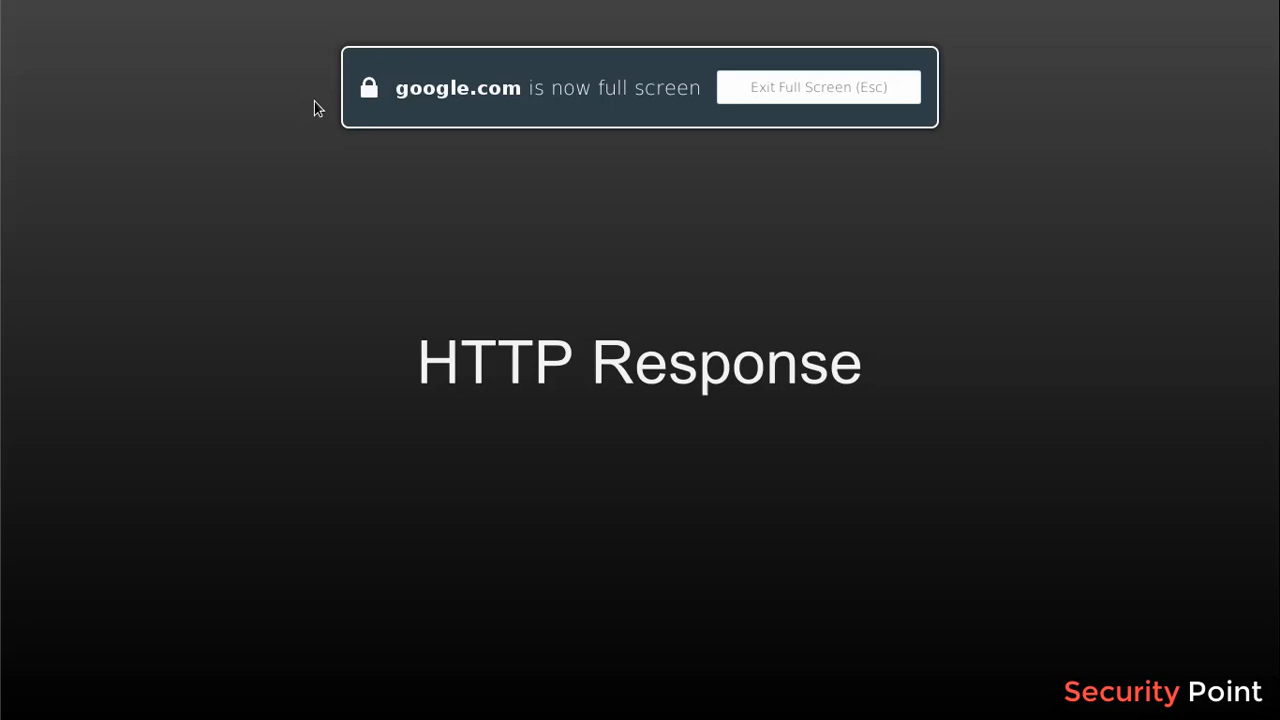 google.com is now full screen Exit Full Screen (Esc)
HTTP Response
Security Point